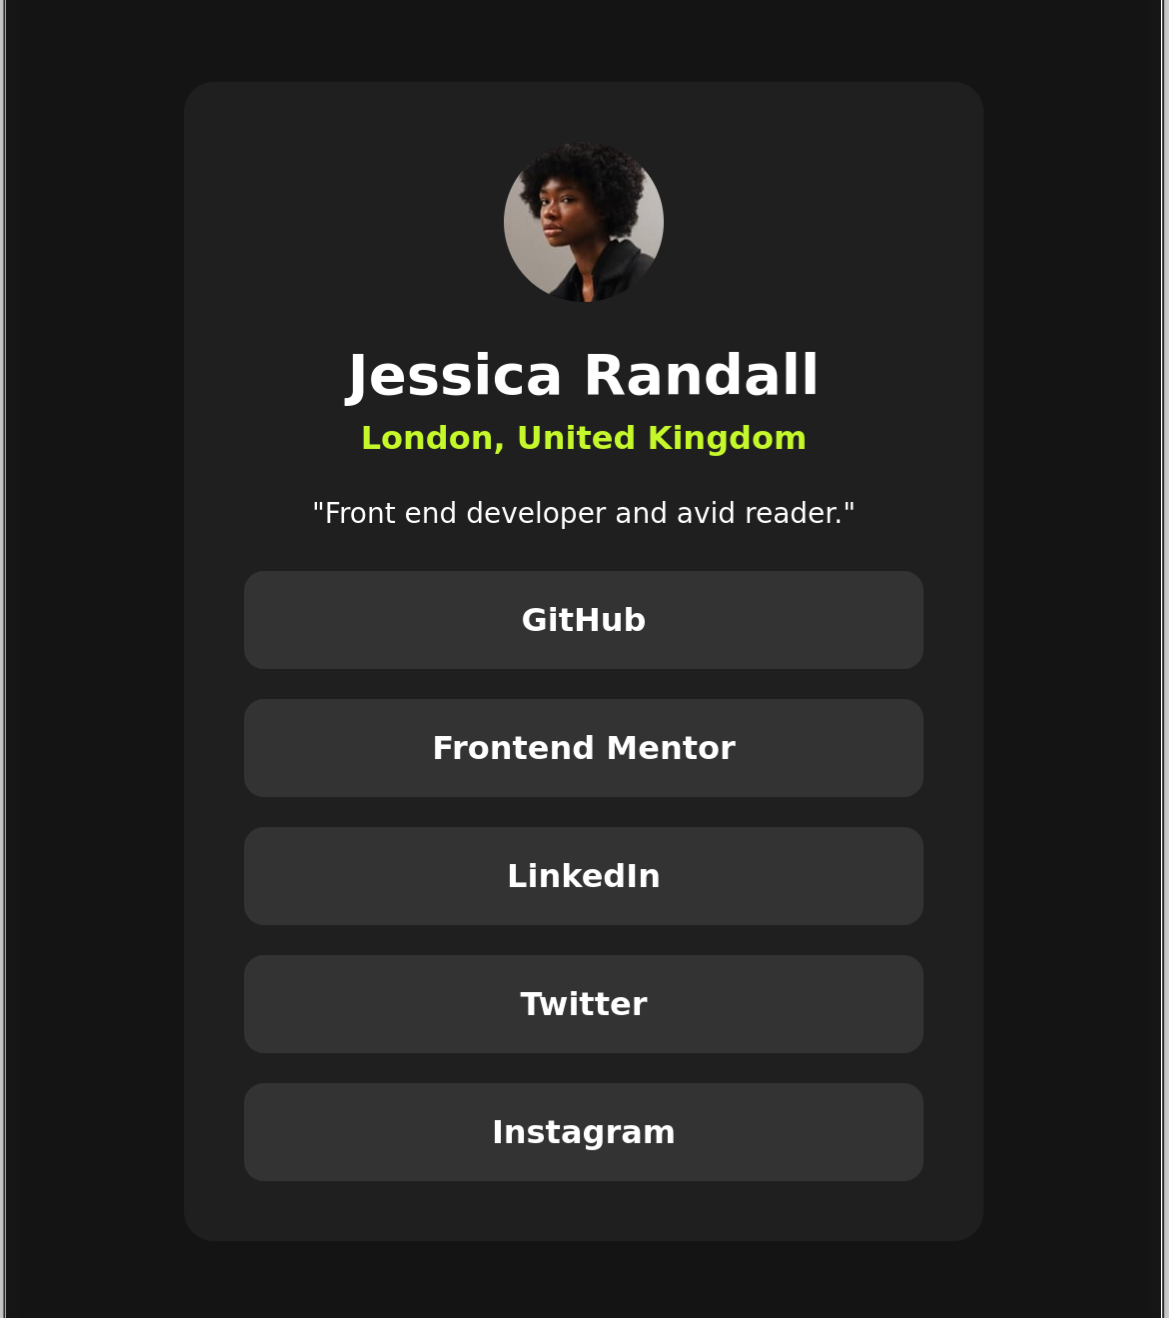 Jessica Randall
London, United Kingdom
"Front end developer and avid reader."
GitHub
Frontend Mentor
LinkedIn
Twitter
Instagram